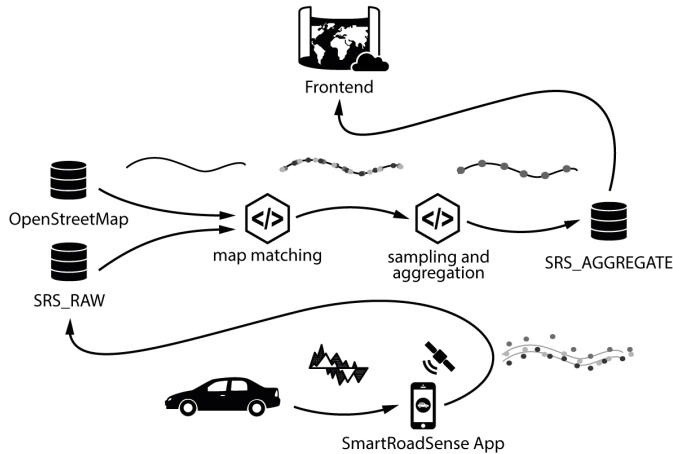 Frontend
OpenStreetMap
</>
</>
map matching
sampling and
aggregation
SRS_AGGREGATE
SRS_RAW
SmartRoadSense App